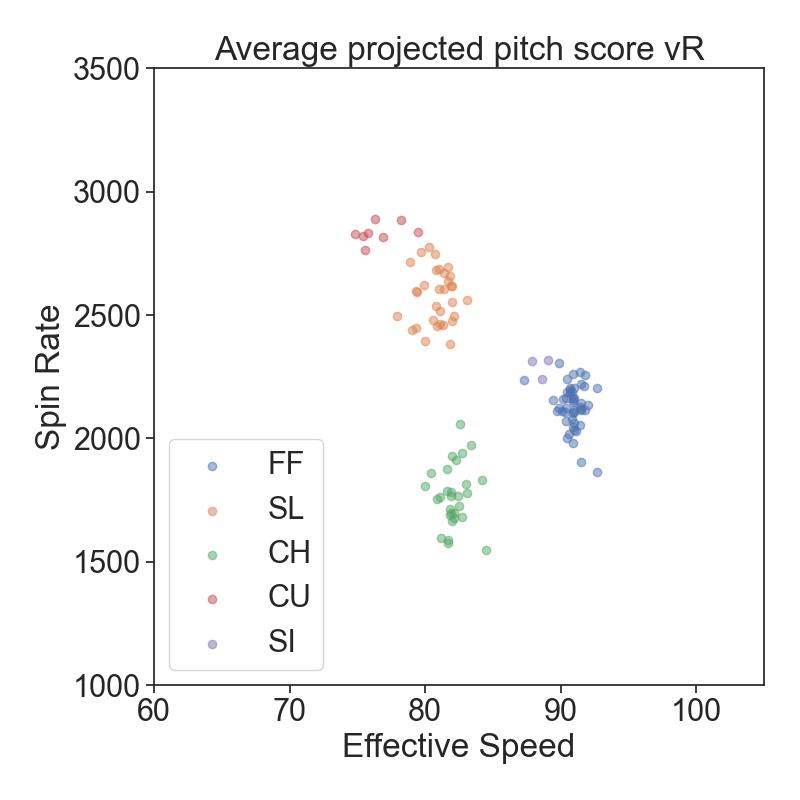 Average projected pitch score vR
3500
3000
2500
2000
1500
1000
Spin Rate
FF
SL
CH
CU
SI
60 70 80 90 100
Effective Speed